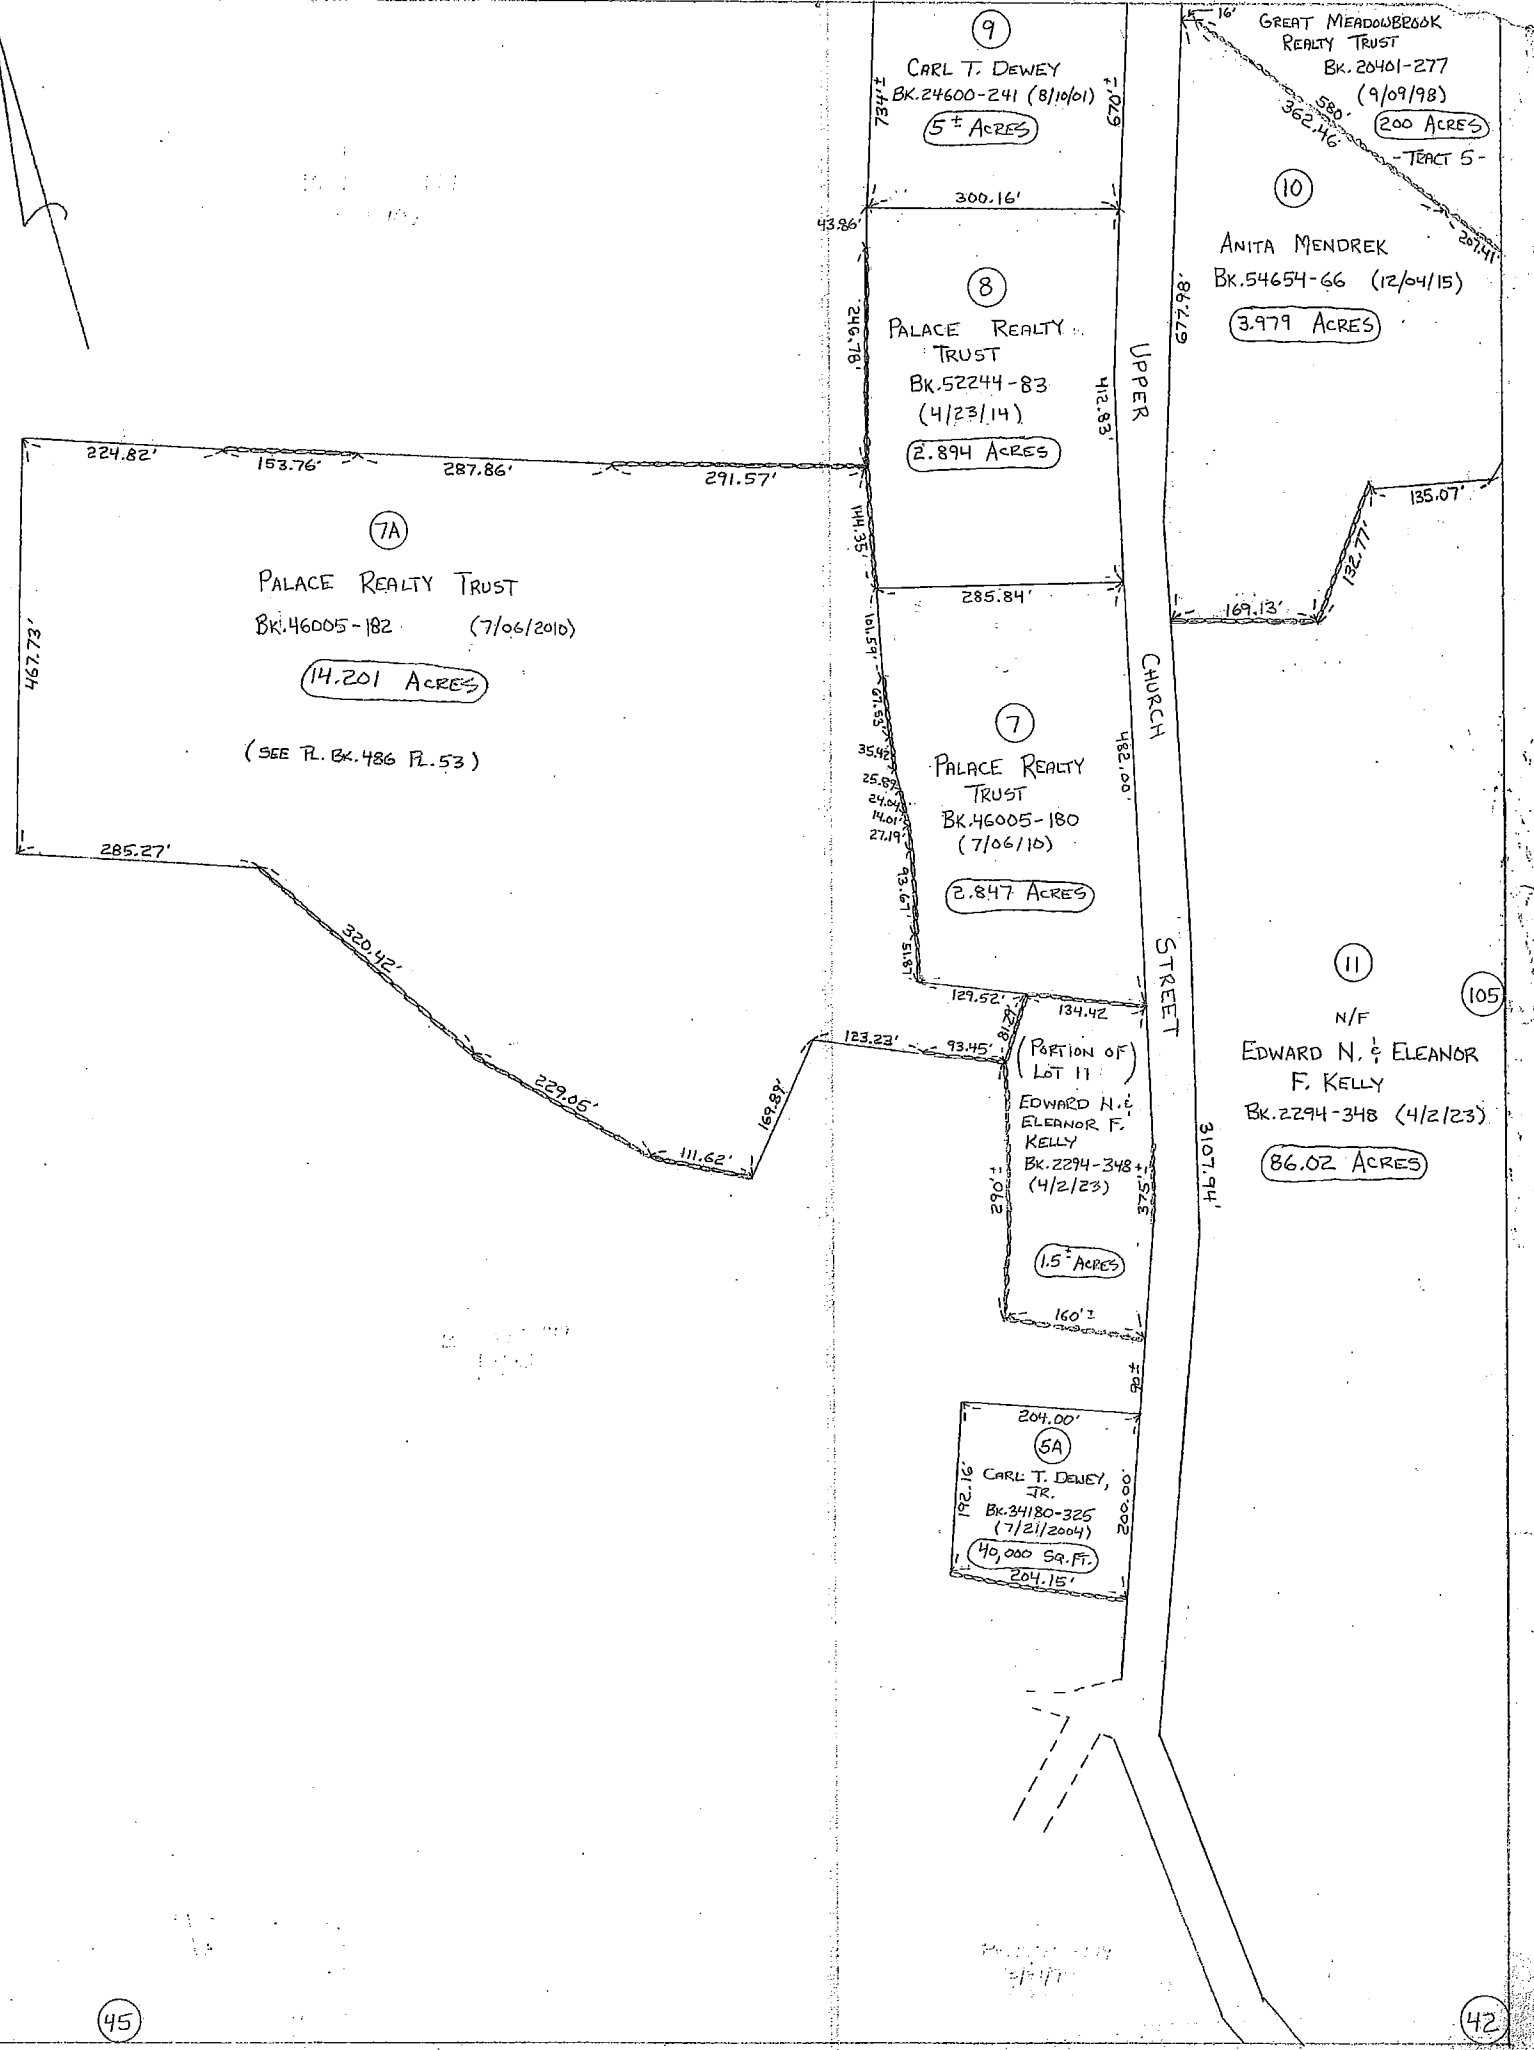 9
CARL T. DEWEY
BK.24600-241 (8/10/01)
5± ACRES
734'±
670'±
300.16'
16'
GREAT MEADOWBROOK
REALTY TRUST
BK.20401-277
(9/09/98)
200 ACRES
-TRACT 5-
580'
362.46'
207.41'
10
ANITA MENDREK
BK.54654-66 (12/04/15)
3.979 ACRES
677.68'
135.07'
132.77'
169.13'
43.86'
246.78'
8
PALACE REALTY
TRUST
BK.52244-83
(4/23/14)
2.894 ACRES
412.83'
144.35'
285.84'
UPPER
CHURCH
STREET
224.82'
153.76'
287.86'
291.57'
7A
PALACE REALTY TRUST
BK.46005-182 (7/06/2010)
14.201 ACRES
(SEE PL. BK.486 PL.53)
467.73'
285.27'
320.42'
229.05'
111.62'
169.89'
123.23'
93.45'
101.59'
67.53'
35.42'
25.89'
24.04'
14.01'
27.19'
93.67'
51.87'
7
PALACE REALTY
TRUST
BK.46005-180
(7/06/10)
2.847 ACRES
482.00'
129.52'
134.42
(PORTION OF
LOT 11)
EDWARD N. &
ELEANOR F.
KELLY
BK.2294-348
(4/2/23)
1.5± ACRES
290'±
375'±
160'±
90'±
11
N/F
EDWARD N. & ELEANOR
F. KELLY
BK.2294-348 (4/2/23)
86.02 ACRES
105
3107.94'
204.00'
5A
CARL T. DEWEY,
JR.
BK.34180-325
(7/21/2004)
40,000 SQ.FT.
204.15'
192.16'
200.00'
45
42